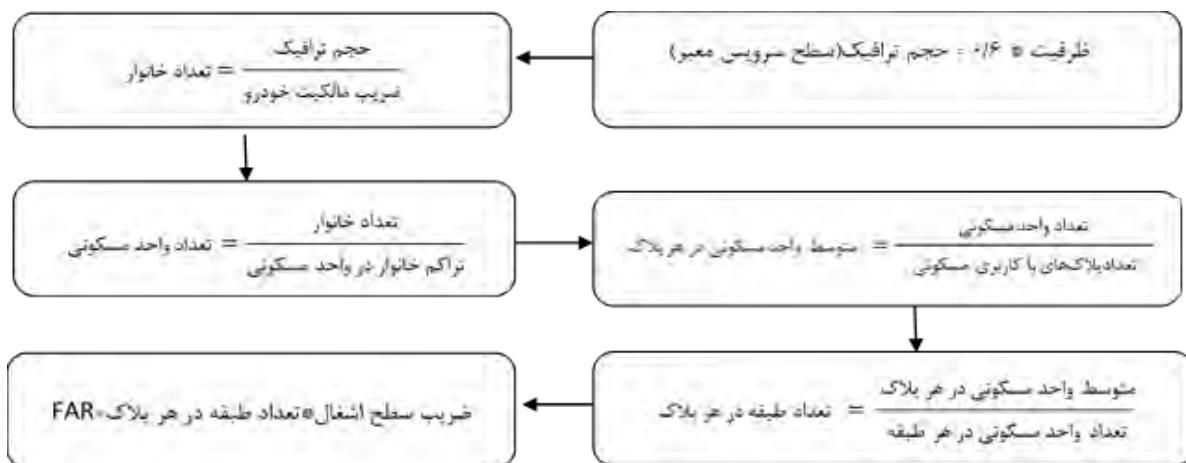 ظرفیت * ۰/۶ = حجم ترافیک(سطح سرویس معبر)
حجم ترافیک
تعداد خانوار =
ضریب مالکیت خودرو
تعداد خانوار
تعداد واحد مسکونی =
تراکم خانوار در واحد مسکونی
تعداد واحد مسکونی
متوسط واحد مسکونی در هر پلاک =
تعدادپلاک‌های با کاربری مسکونی
متوسط واحد مسکونی در هر پلاک
تعداد طبقه در هر پلاک =
تعداد واحد مسکونی در هر طبقه
ضریب سطح اشغال*تعداد طبقه در هر پلاک=FAR